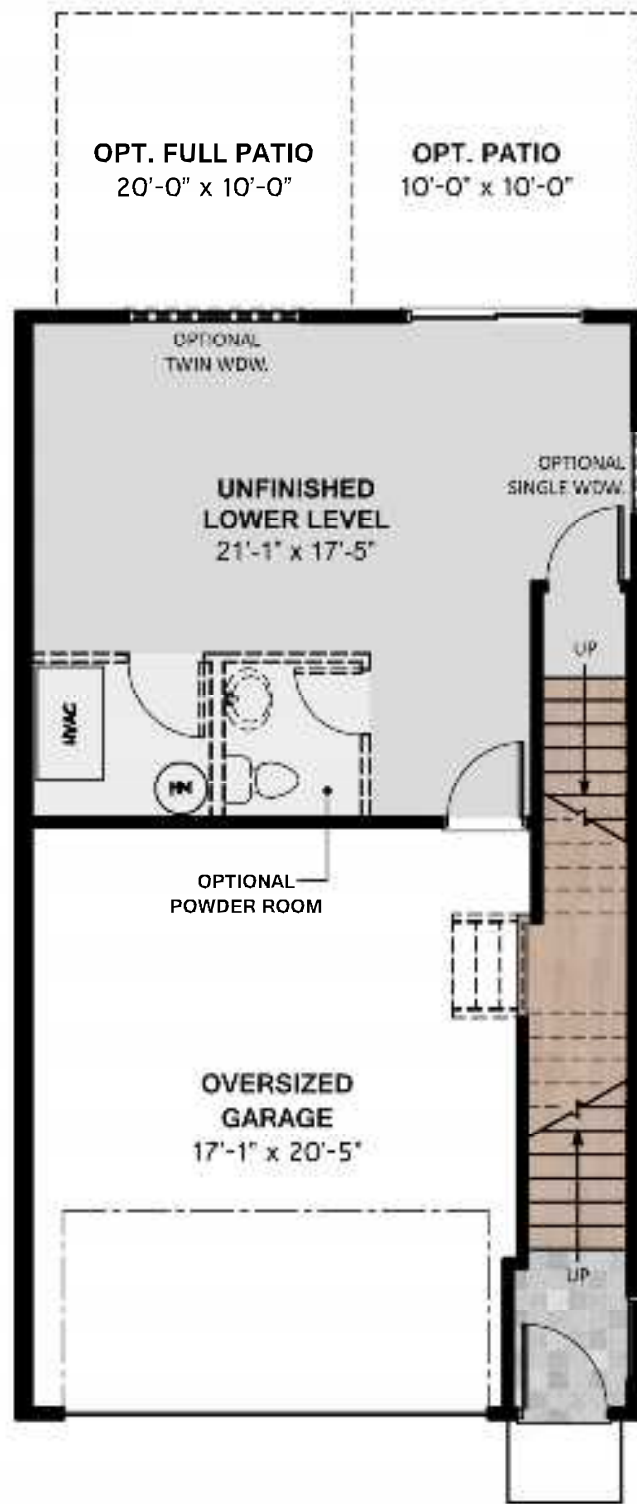 OPT. FULL PATIO
20'-0" x 10'-0"
OPT. PATIO
10'-0" x 10'-0"
OPTIONAL
TWIN WDW.
OPTIONAL
SINGLE WDW.
UNFINISHED
LOWER LEVEL
21'-1" x 17'-5"
UP
HVAC
OPTIONAL
POWDER ROOM
OVERSIZED
GARAGE
17'-1" x 20'-5"
UP